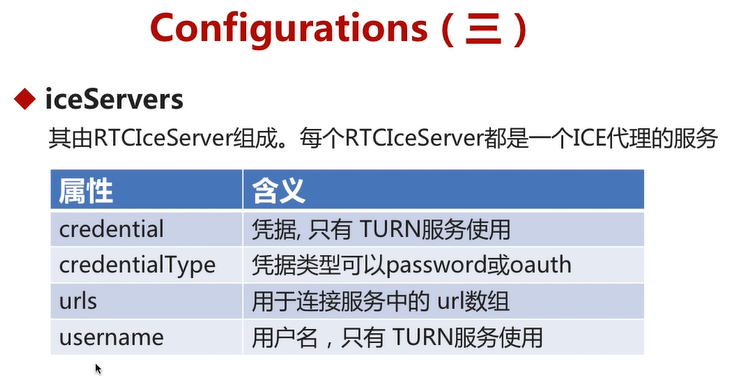 Configurations（三）
iceServers
其由RTCIceServer组成。每个RTCIceServer都是一个ICE代理的服务
属性 含义
credential 凭据, 只有 TURN服务使用
credentialType 凭据类型可以password或oauth
urls 用于连接服务中的 url数组
username 用户名，只有 TURN服务使用